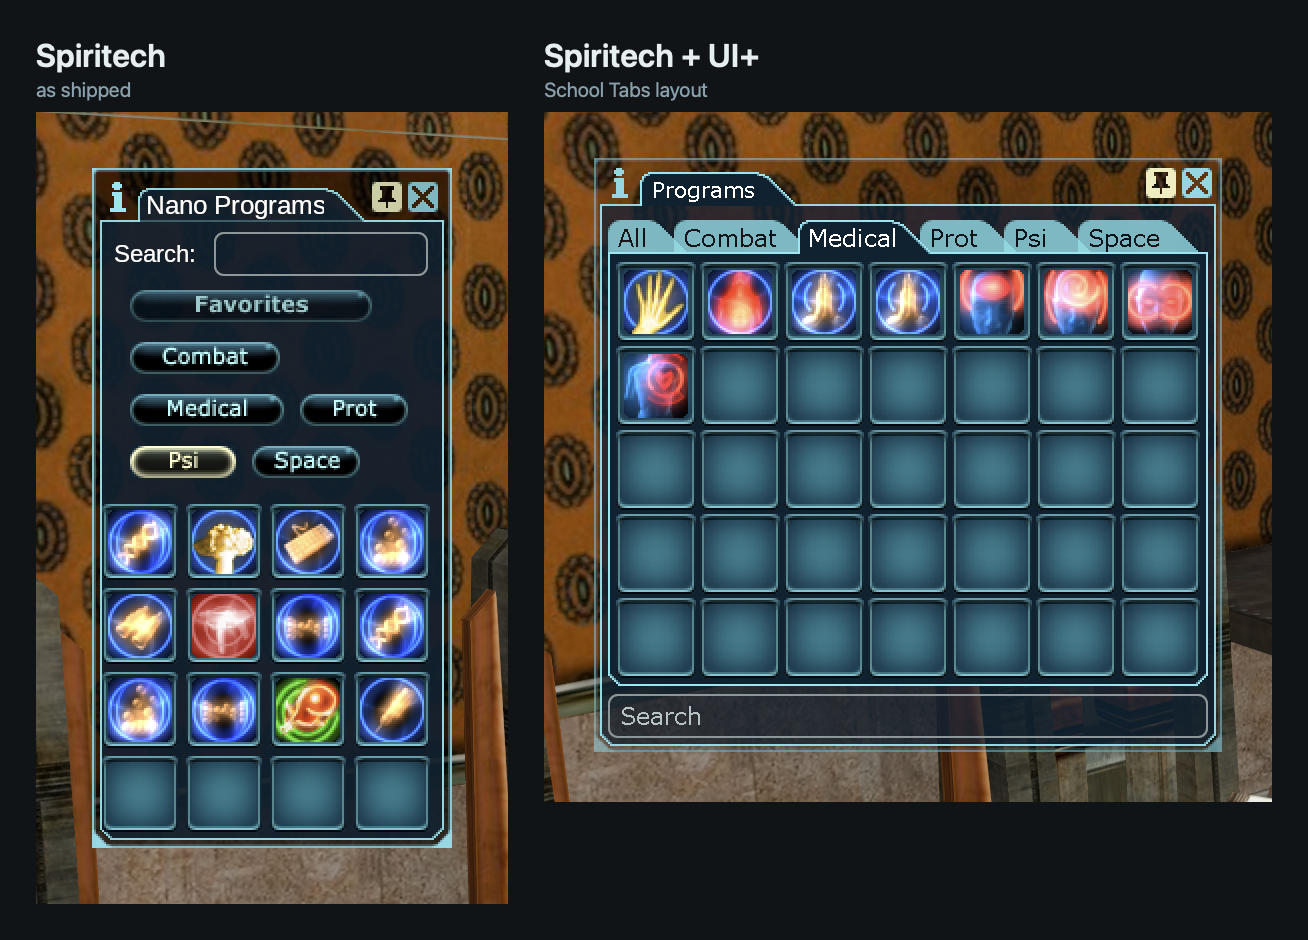 Spiritech
as shipped
Nano Programs
Search:
Favorites
Combat
Medical Prot
Psi Space
Spiritech + UI+
School Tabs layout
Programs
All Combat Medical Prot Psi Space
Search